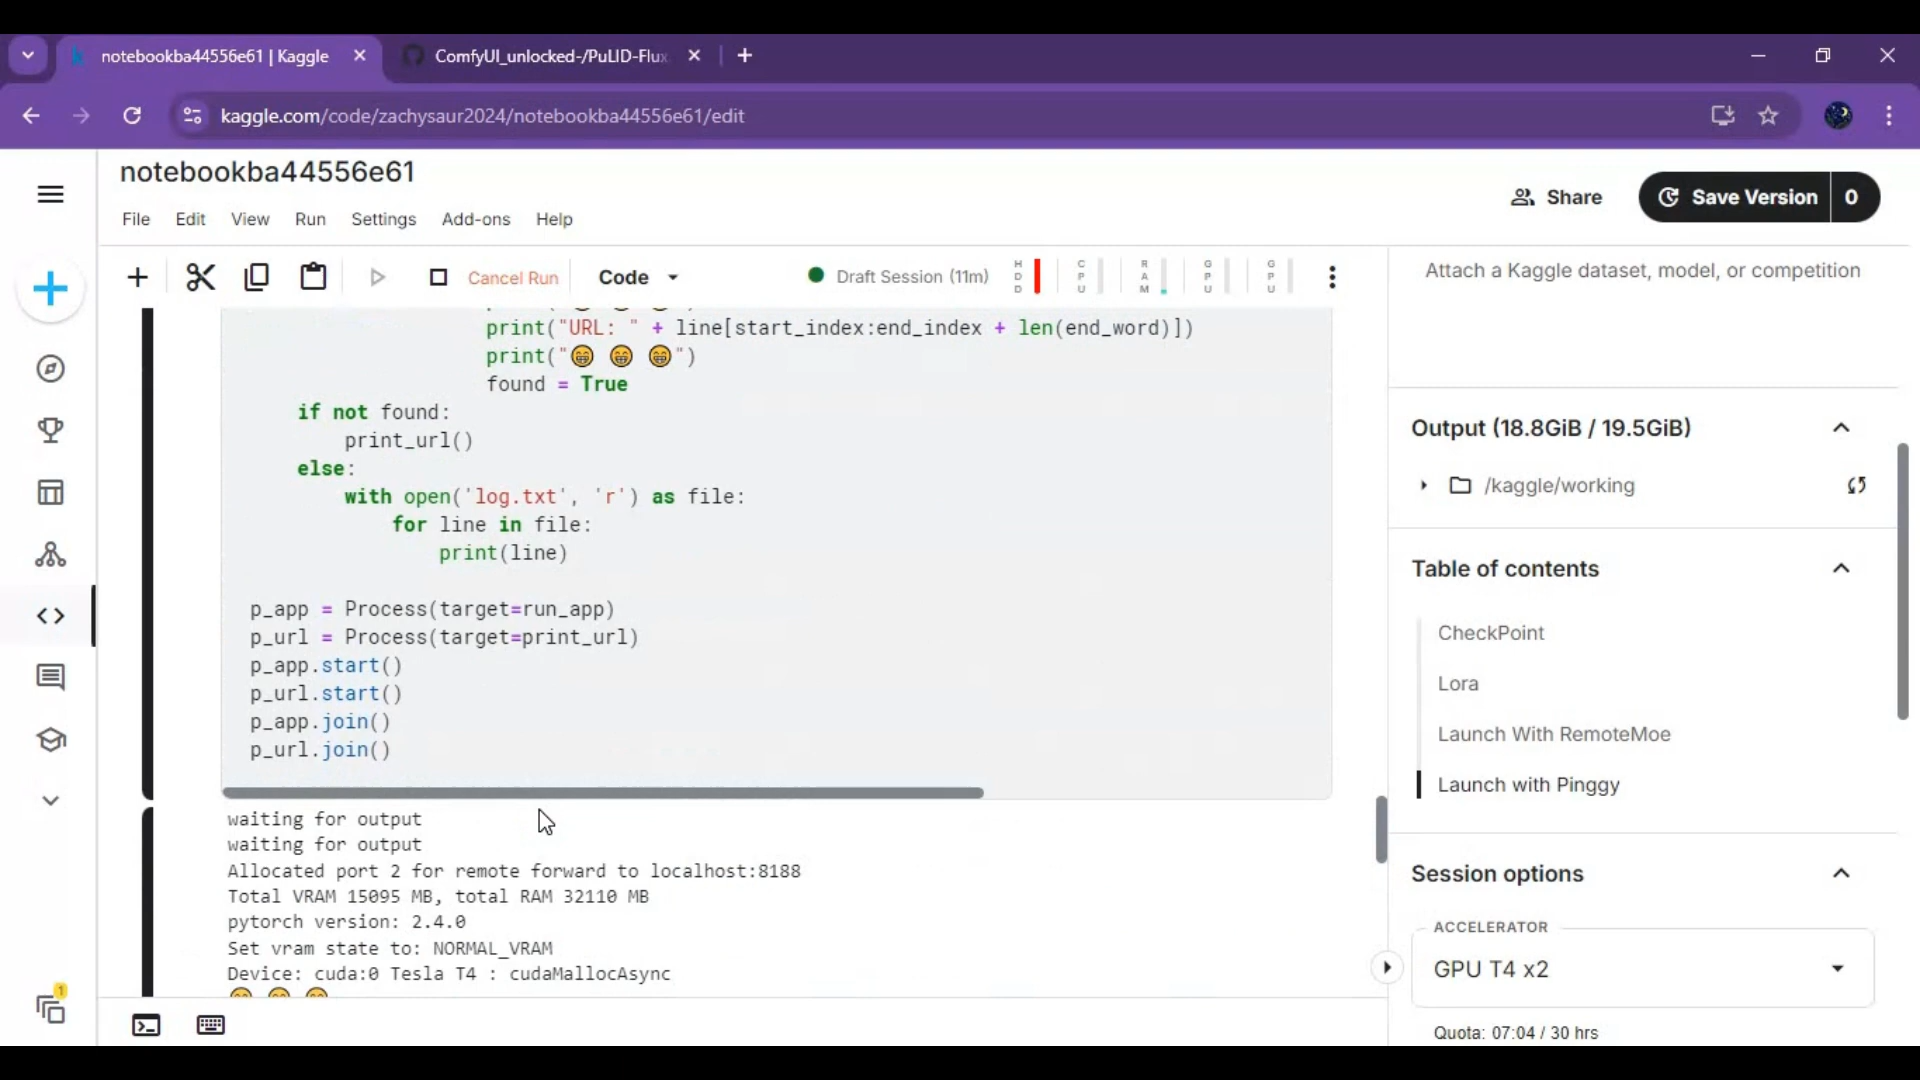 notebookba44556e61 | Kaggle
ComfyUI_unlocked-/PuLID-Flux
kaggle.com/code/zachysaur2024/notebookba44556e61/edit
notebookba44556e61
File Edit View Run Settings Add-ons Help
Share
Save Version 0
Cancel Run
Code
Draft Session (11m)
HDD
CPU
RAM
GPU
GPU
print("URL: " + line[start_index:end_index + len(end_word)])
print("😁 😁 😁")
found = True
if not found:
print_url()
else:
with open('log.txt', 'r') as file:
for line in file:
print(line)
p_app = Process(target=run_app)
p_url = Process(target=print_url)
p_app.start()
p_url.start()
p_app.join()
p_url.join()
waiting for output
waiting for output
Allocated port 2 for remote forward to localhost:8188
Total VRAM 15095 MB, total RAM 32110 MB
pytorch version: 2.4.0
Set vram state to: NORMAL_VRAM
Device: cuda:0 Tesla T4 : cudaMallocAsync
1
Attach a Kaggle dataset, model, or competition
Output (18.8GiB / 19.5GiB)
/kaggle/working
Table of contents
CheckPoint
Lora
Launch With RemoteMoe
Launch with Pinggy
Session options
ACCELERATOR
GPU T4 x2
Quota: 07:04 / 30 hrs